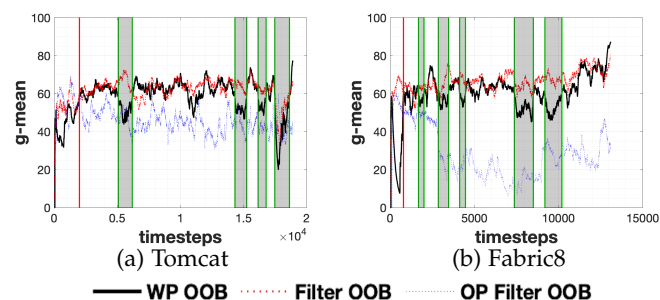 100
80
60
40
20
0
g-mean
0 0.5 1 1.5 2
timesteps ×10⁴
(a) Tomcat
100
80
60
40
20
0
g-mean
0 5000 10000 15000
timesteps
(b) Fabric8
WP OOB Filter OOB OP Filter OOB